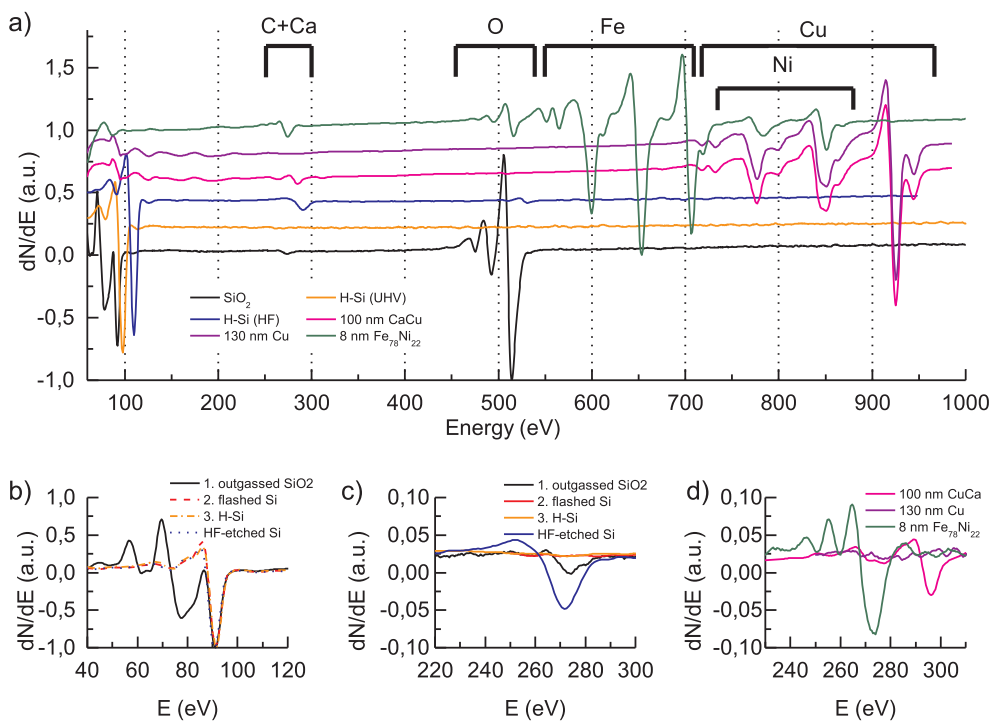 a)
C+Ca
O
Fe
Cu
Ni
dN/dE (a.u.)
1,5
1,0
0,5
0,0
-0,5
-1,0
SiO2
H-Si (HF)
130 nm Cu
H-Si (UHV)
100 nm CaCu
8 nm Fe78Ni22
100 200 300 400 500 600 700 800 900 1000
Energy (eV)
b)
1. outgassed SiO2
2. flashed Si
3. H-Si
HF-etched Si
dN/dE (a.u.)
1,0
0,5
0,0
-0,5
-1,0
40 60 80 100 120
E (eV)
c)
1. outgassed SiO2
2. flashed Si
3. H-Si
HF-etched Si
dN/dE (a.u.)
0,10
0,05
0,00
-0,05
-0,10
220 240 260 280 300
E (eV)
d)
100 nm CuCa
130 nm Cu
8 nm Fe78Ni22
dN/dE (a.u.)
0,10
0,05
0,00
-0,05
-0,10
240 260 280 300
E (eV)